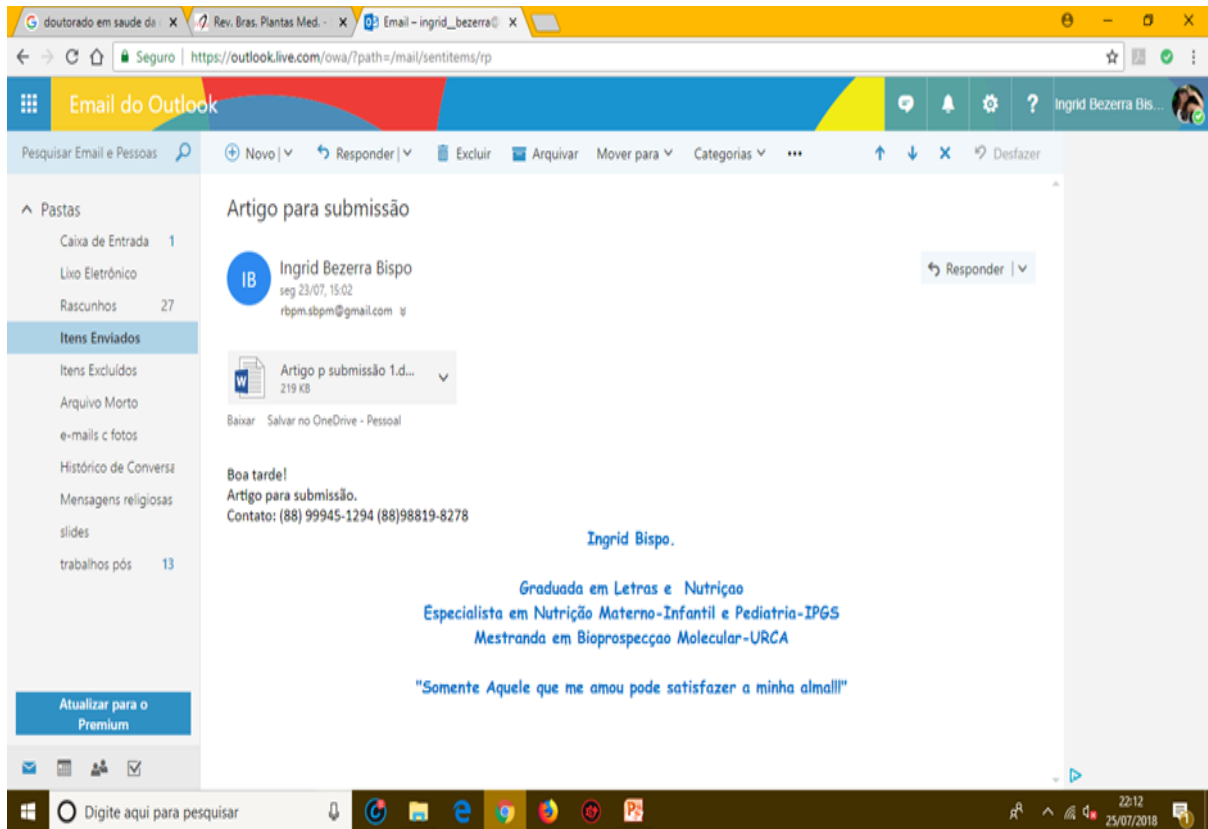 doutorado em saude da
Rev. Bras. Plantas Med. -
Email – ingrid__bezerra@
Seguro
https://outlook.live.com/owa/?path=/mail/sentitems/rp
Email do Outlook
Ingrid Bezerra Bis...
Pesquisar Email e Pessoas
Novo
Responder
Excluir
Arquivar
Mover para
Categorias
Desfazer
Pastas
Caixa de Entrada 1
Lixo Eletrônico
Rascunhos 27
Itens Enviados
Itens Excluídos
Arquivo Morto
e-mails c fotos
Histórico de Conversa
Mensagens religiosas
slides
trabalhos pós 13
Atualizar para o
Premium
Artigo para submissão
IB
Ingrid Bezerra Bispo
seg 23/07, 15:02
rbpm.sbpm@gmail.com
Responder
Artigo p submissão 1.d...
219 KB
Baixar Salvar no OneDrive - Pessoal
Boa tarde!
Artigo para submissão.
Contato: (88) 99945-1294 (88)98819-8278
Ingrid Bispo.
Graduada em Letras e Nutriçao
Especialista em Nutrição Materno-Infantil e Pediatria-IPGS
Mestranda em Bioprospecçao Molecular-URCA
"Somente Aquele que me amou pode satisfazer a minha alma!!!"
Digite aqui para pesquisar
22:12
25/07/2018